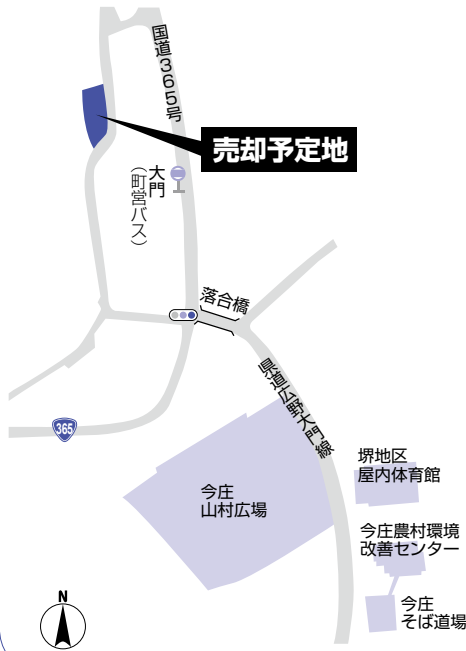 国道365号
売却予定地
大門
(町営バス)
落合橋
県道広野大門線
365
堺地区
屋内体育館
今庄
山村広場
今庄農村環境
改善センター
今庄
そば道場
N